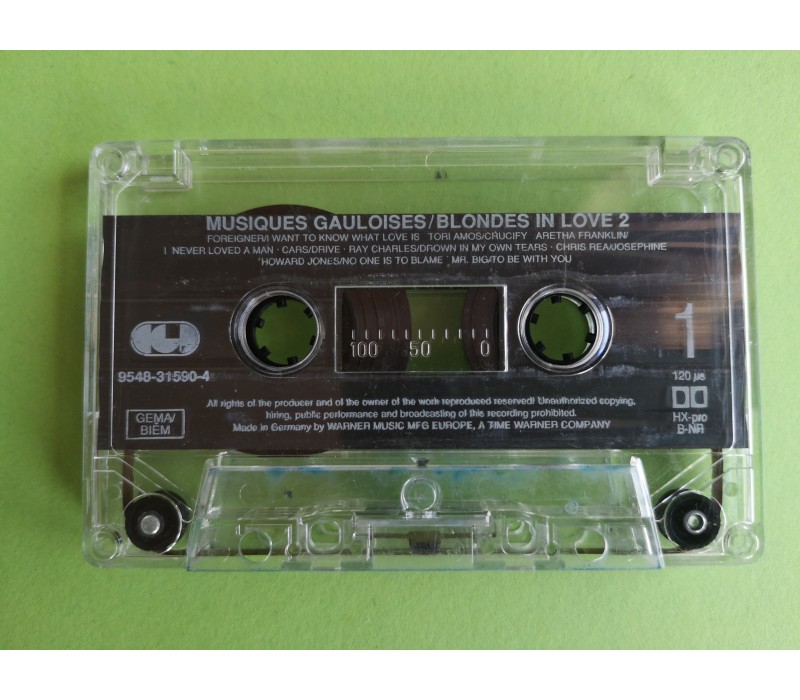 MUSIQUES GAULOISES/BLONDES IN LOVE 2
FOREIGNER/I WANT TO KNOW WHAT LOVE IS · TORI AMOS/CRUCIFY · ARETHA FRANKLIN/
I NEVER LOVED A MAN · CARS/DRIVE · RAY CHARLES/DROWN IN MY OWN TEARS · CHRIS REA/JOSEPHINE
· HOWARD JONES/NO ONE IS TO BLAME · MR. BIG/TO BE WITH YOU
100 50 0
1
9548-31590-4
120 µs
GEMA/
BIEM
HX-pro
B-NR
All rights of the producer and of the owner of the work reproduced reserved! Unauthorized copying,
hiring, public performance and broadcasting of this recording prohibited.
Made in Germany by WARNER MUSIC MFG EUROPE, A TIME WARNER COMPANY